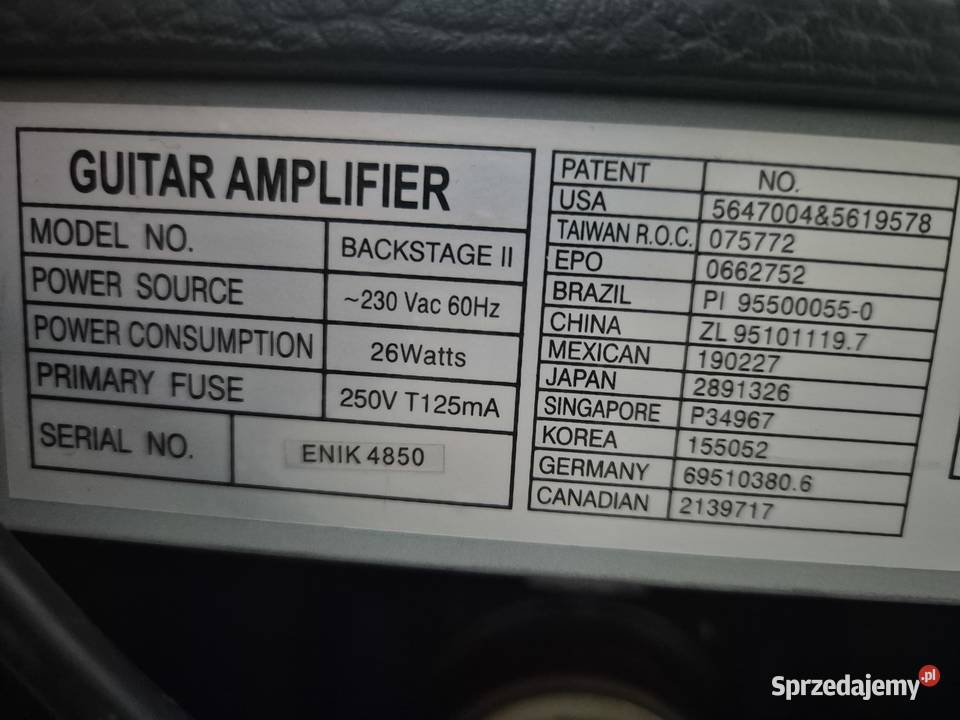 GUITAR AMPLIFIER
MODEL NO. BACKSTAGE II
POWER SOURCE ~230 Vac 60Hz
POWER CONSUMPTION 26Watts
PRIMARY FUSE 250V T125mA
SERIAL NO. ENIK 4850
PATENT NO.
USA 5647004&5619578
TAIWAN R.O.C. 075772
EPO 0662752
BRAZIL PI 95500055-0
CHINA ZL 95101119.7
MEXICAN 190227
JAPAN 2891326
SINGAPORE P34967
KOREA 155052
GERMANY 69510380.6
CANADIAN 2139717
Sprzedajemy.pl